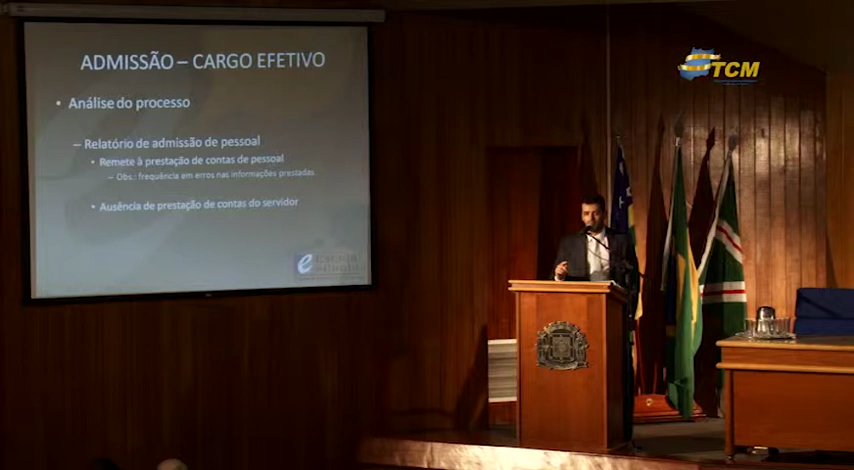 ADMISSÃO – CARGO EFETIVO
• Análise do processo
– Relatório de admissão de pessoal
• Remete à prestação de contas de pessoal
– Obs.: frequência em erros nas informações prestadas
• Ausência de prestação de contas do servidor
TCM